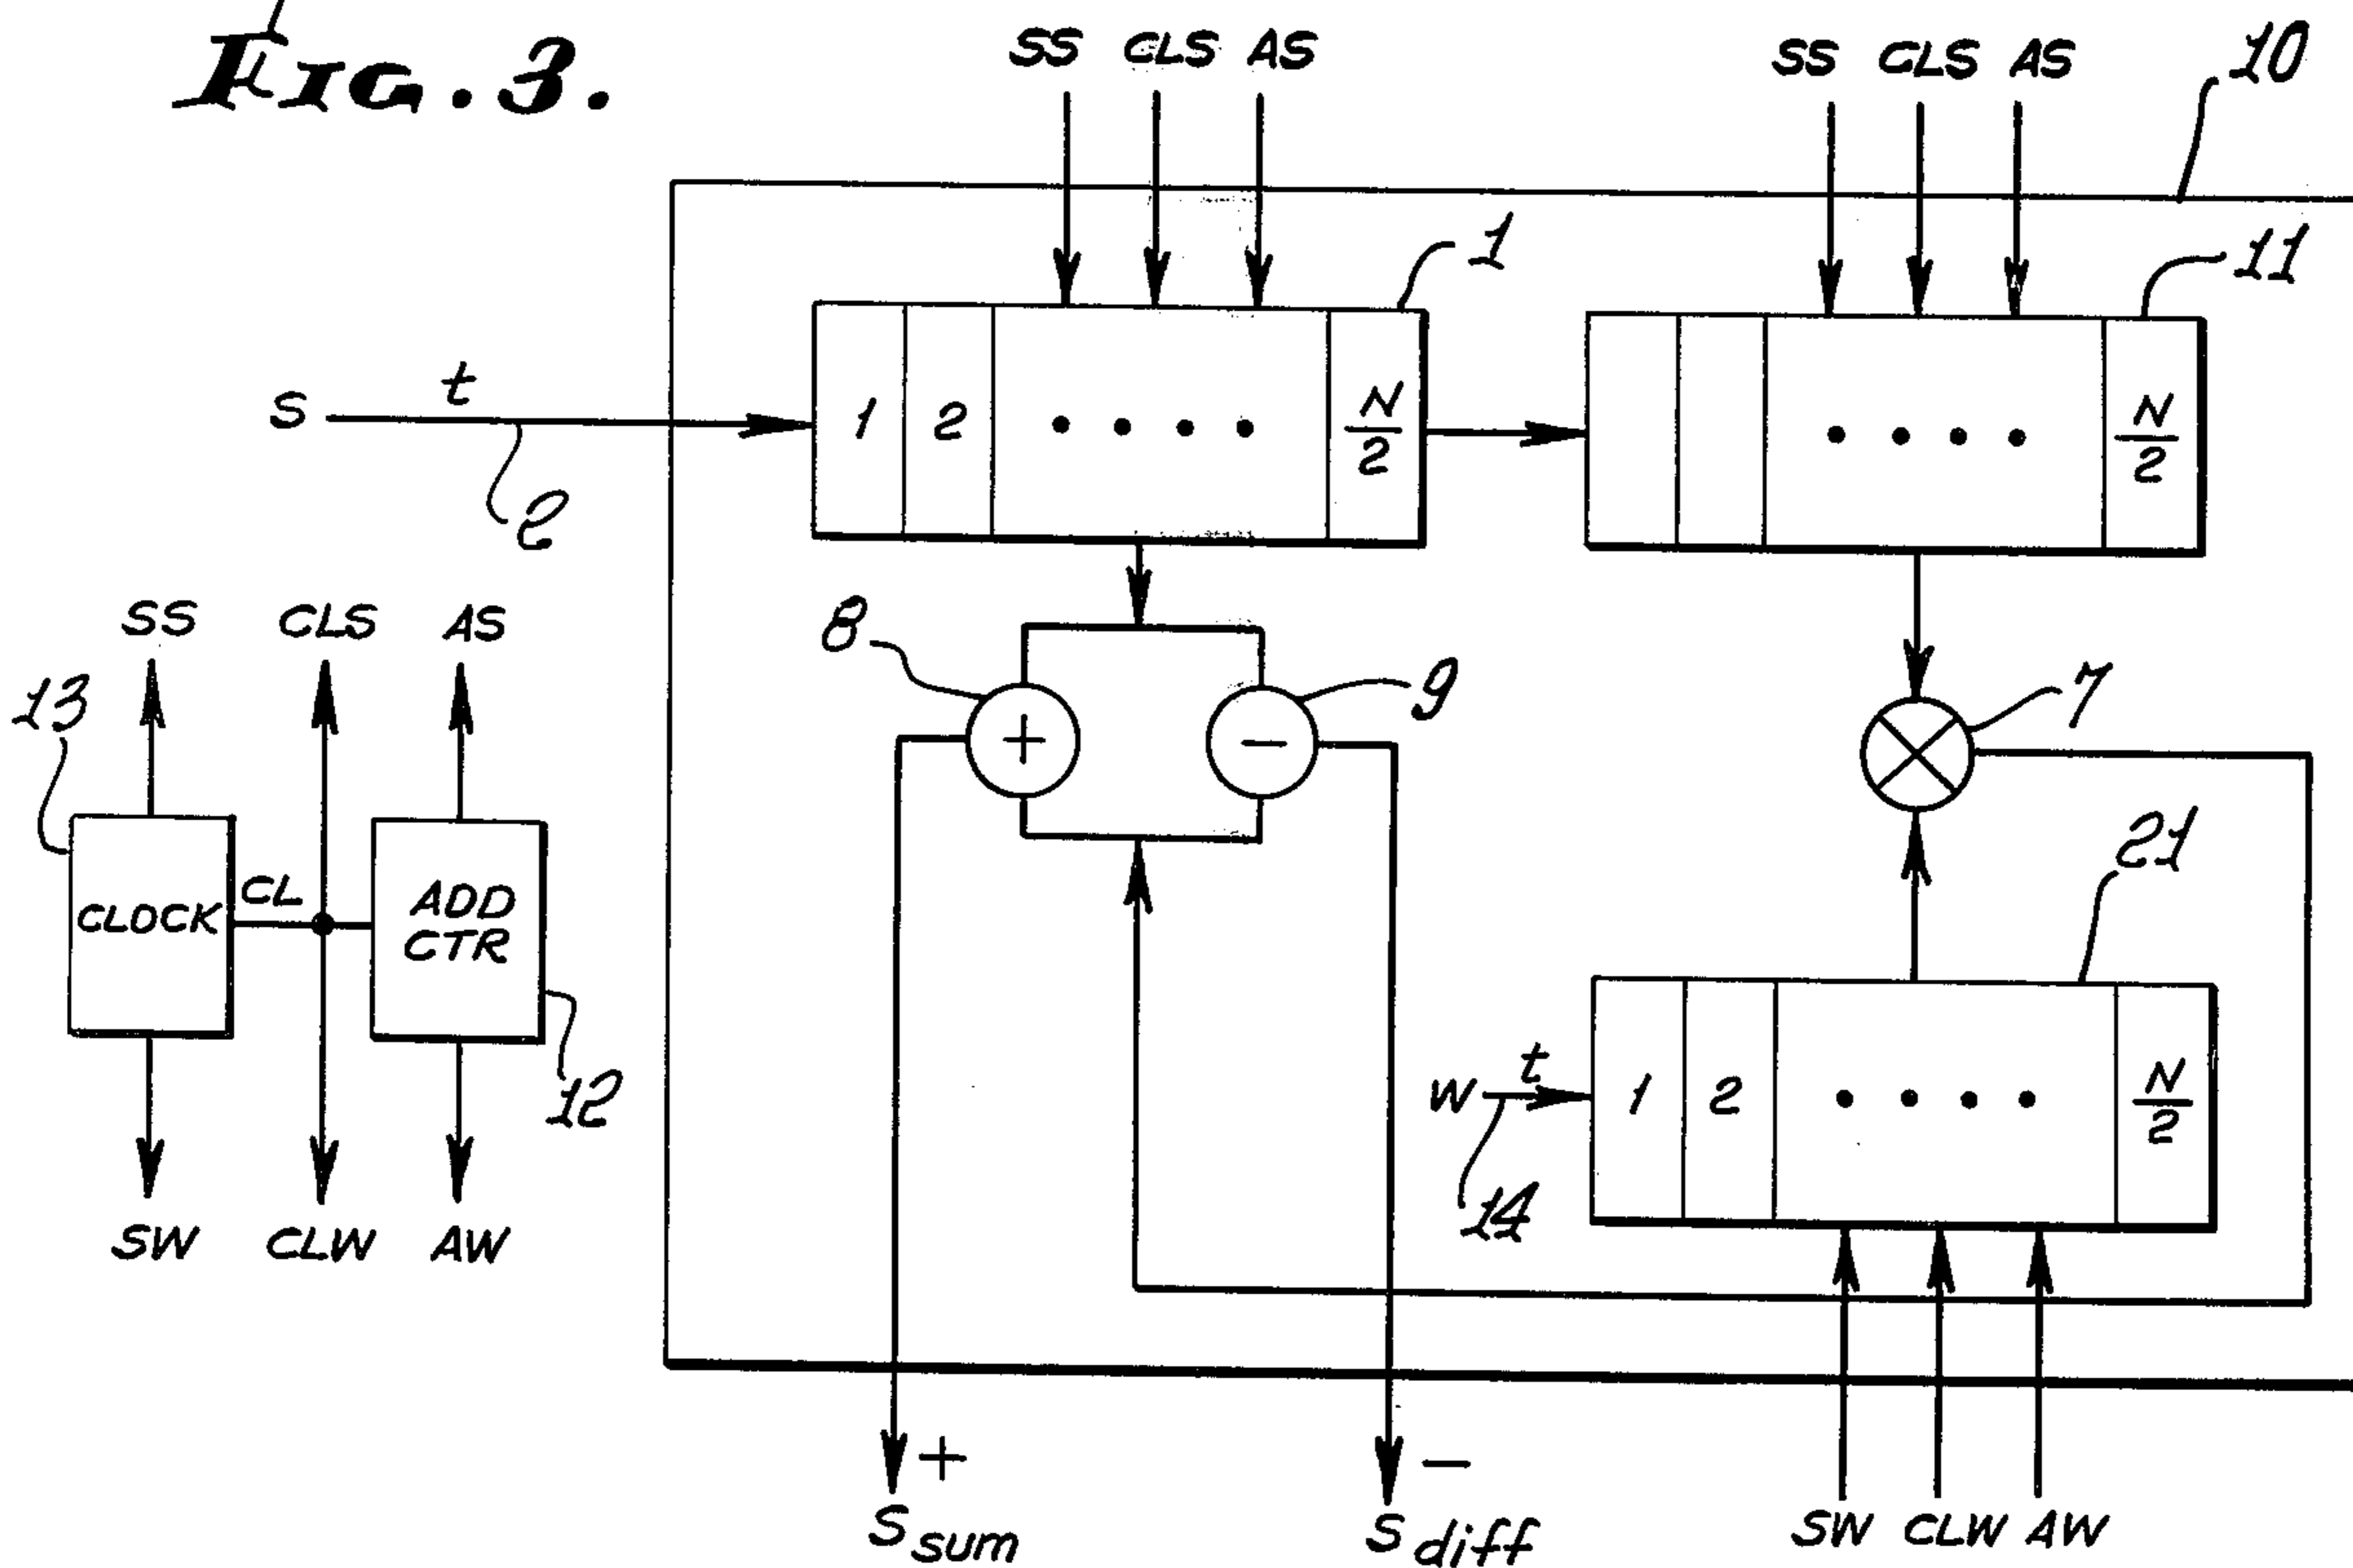 FIG. 3.
SS CLS AS
SS CLS AS
10
1
11
S
t
2
1 2 • • • • N/2
• • • • N/2
SS CLS AS
8
9
7
13
CLOCK
CL
ADD
CTR
12
21
W
t
14
1 2 • • • • N/2
SW CLW AW
+
S sum
−
S diff
SW CLW AW